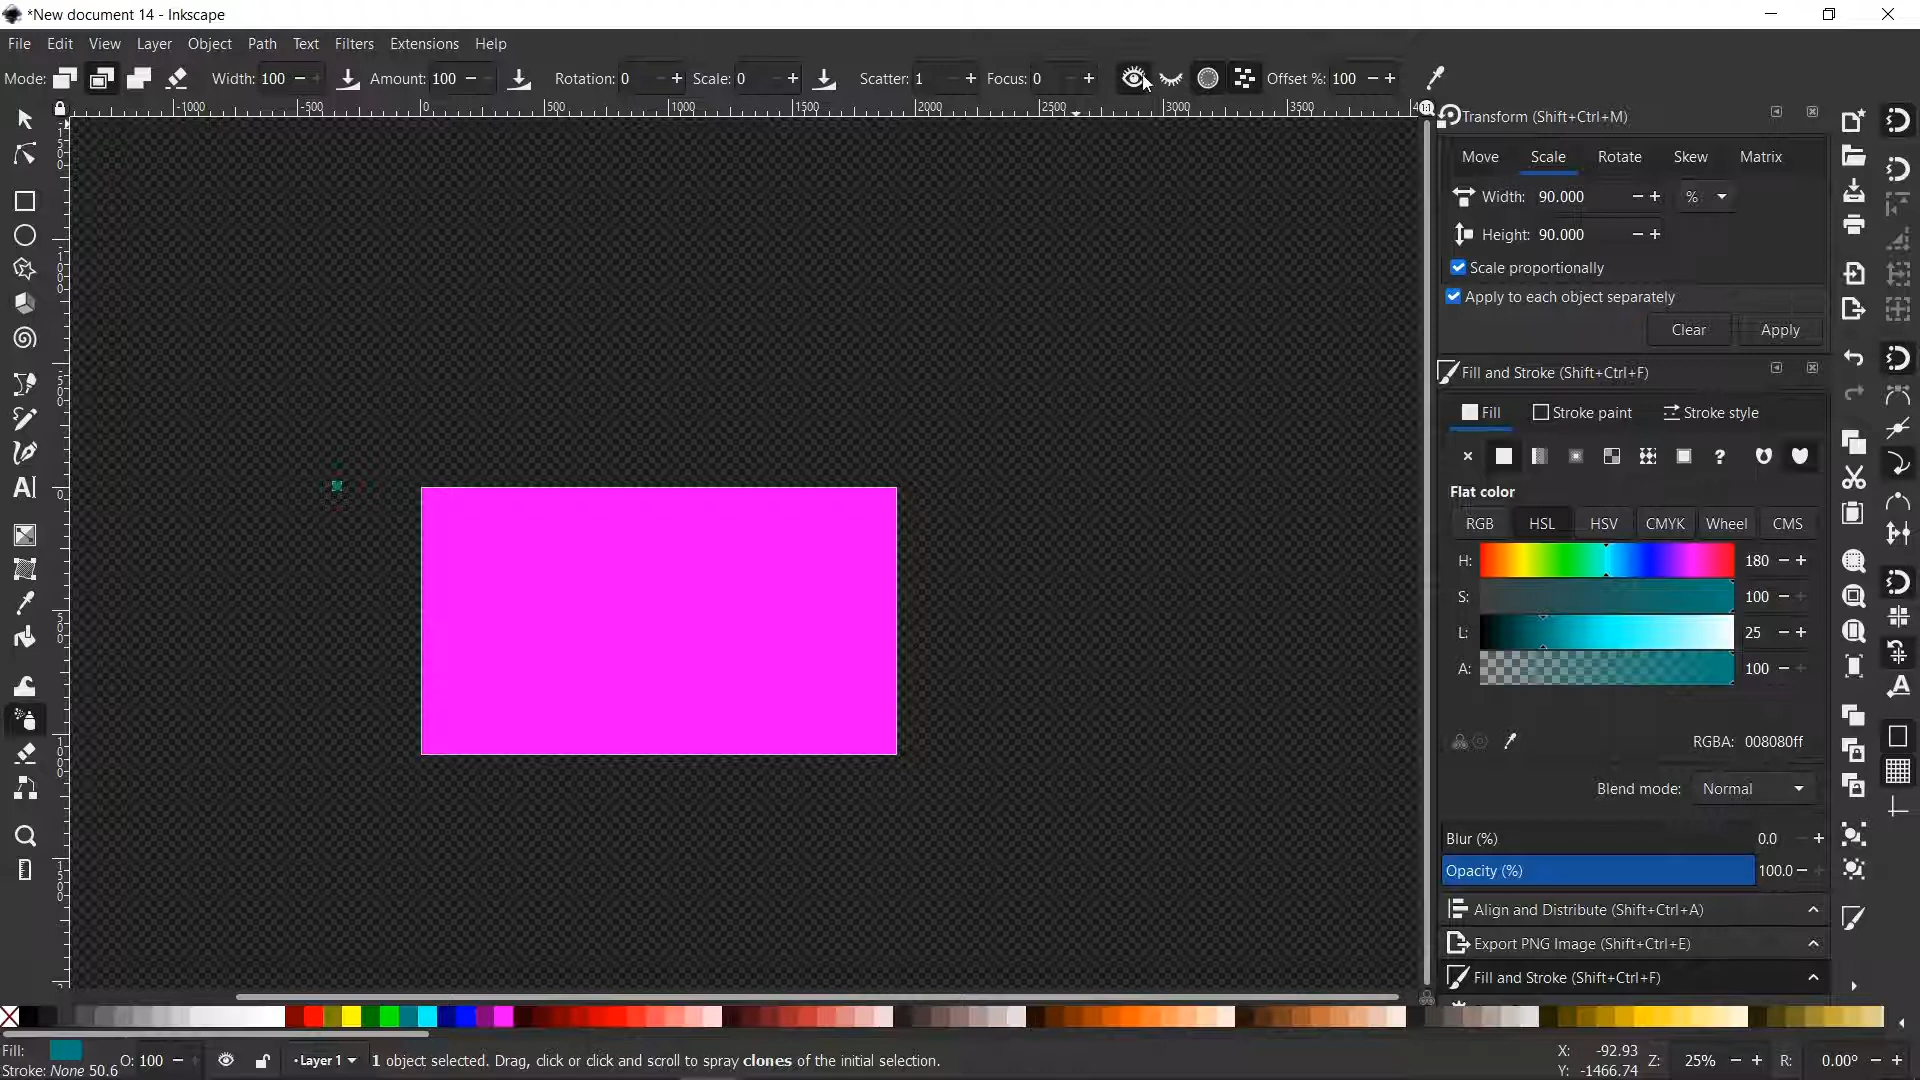 *New document 14 - Inkscape
File Edit View Layer Object Path Text Filters Extensions Help
Mode: Width: 100 Amount: 100 Rotation: 0 Scale: 0 Scatter: 1 Focus: 0 Offset %: 100
-1000 -500 0 500 1000 1500 2000 2500 3000 3500
Transform (Shift+Ctrl+M)
Move Scale Rotate Skew Matrix
Width: 90.000 %
Height: 90.000
Scale proportionally
Apply to each object separately
Clear Apply
Fill and Stroke (Shift+Ctrl+F)
Fill Stroke paint Stroke style
Flat color
RGB HSL HSV CMYK Wheel CMS
H: 180
S: 100
L: 25
A: 100
RGBA: 008080ff
Blend mode: Normal
Blur (%) 0.0
Opacity (%) 100.0
Align and Distribute (Shift+Ctrl+A)
Export PNG Image (Shift+Ctrl+E)
Fill and Stroke (Shift+Ctrl+F)
Fill: O: 100 Layer 1 1 object selected. Drag, click or click and scroll to spray clones of the initial selection. X: -92.93 Z: 25% R: 0.00°
Stroke: None 50.6 Y: -1466.74